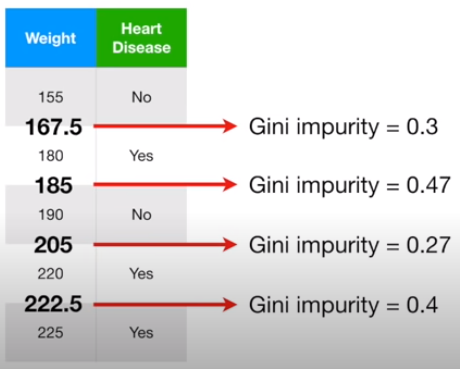 Weight Heart Disease
155 No
167.5 Gini impurity = 0.3
180 Yes
185 Gini impurity = 0.47
190 No
205 Gini impurity = 0.27
220 Yes
222.5 Gini impurity = 0.4
225 Yes